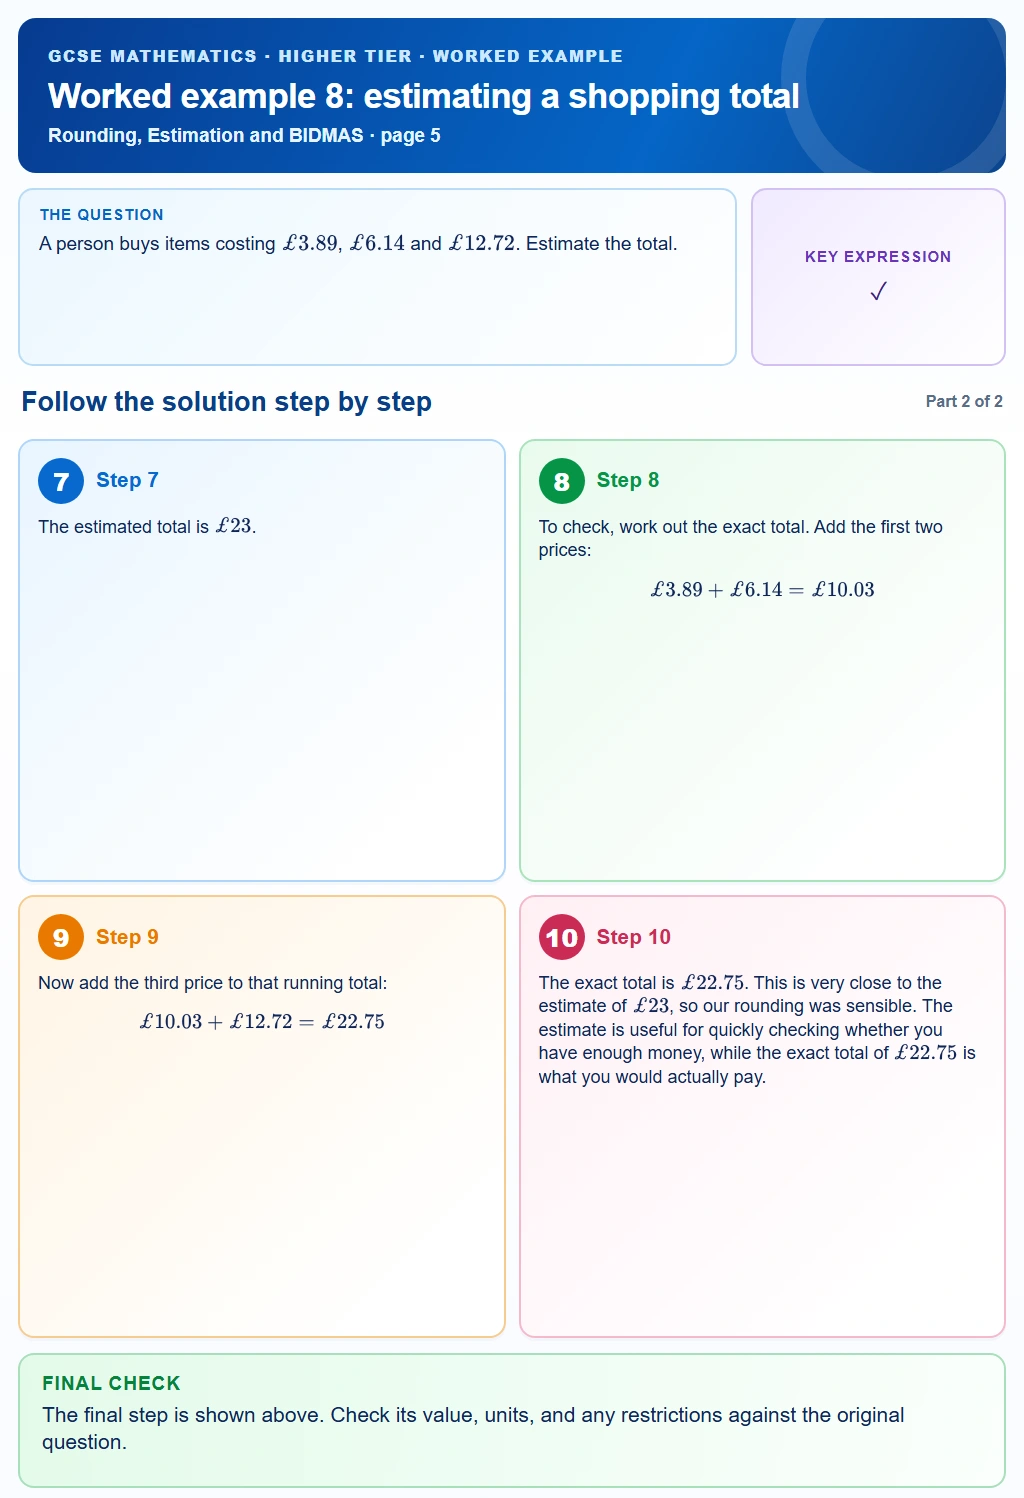 GCSE MATHEMATICS · HIGHER TIER · WORKED EXAMPLE
Worked example 8: estimating a shopping total
Rounding, Estimation and BIDMAS · page 5
THE QUESTION
A person buys items costing £3.89, £6.14 and £12.72. Estimate the total.
KEY EXPRESSION
✓
Follow the solution step by step
Part 2 of 2
7 Step 7
The estimated total is £23.
8 Step 8
To check, work out the exact total. Add the first two
prices:
£3.89 + £6.14 = £10.03
9 Step 9
Now add the third price to that running total:
£10.03 + £12.72 = £22.75
10 Step 10
The exact total is £22.75. This is very close to the
estimate of £23, so our rounding was sensible. The
estimate is useful for quickly checking whether you
have enough money, while the exact total of £22.75 is
what you would actually pay.
FINAL CHECK
The final step is shown above. Check its value, units, and any restrictions against the original
question.